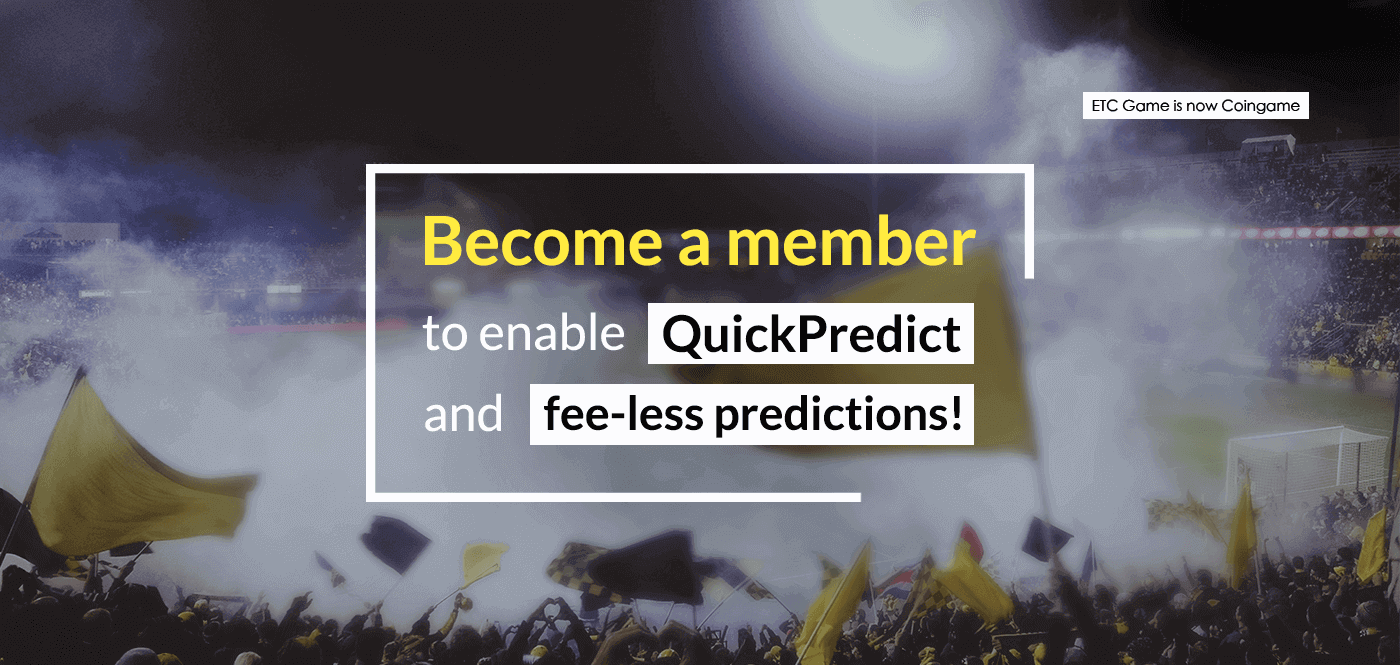 ETC Game is now Coingame
Become a member
to enable QuickPredict
and fee-less predictions!